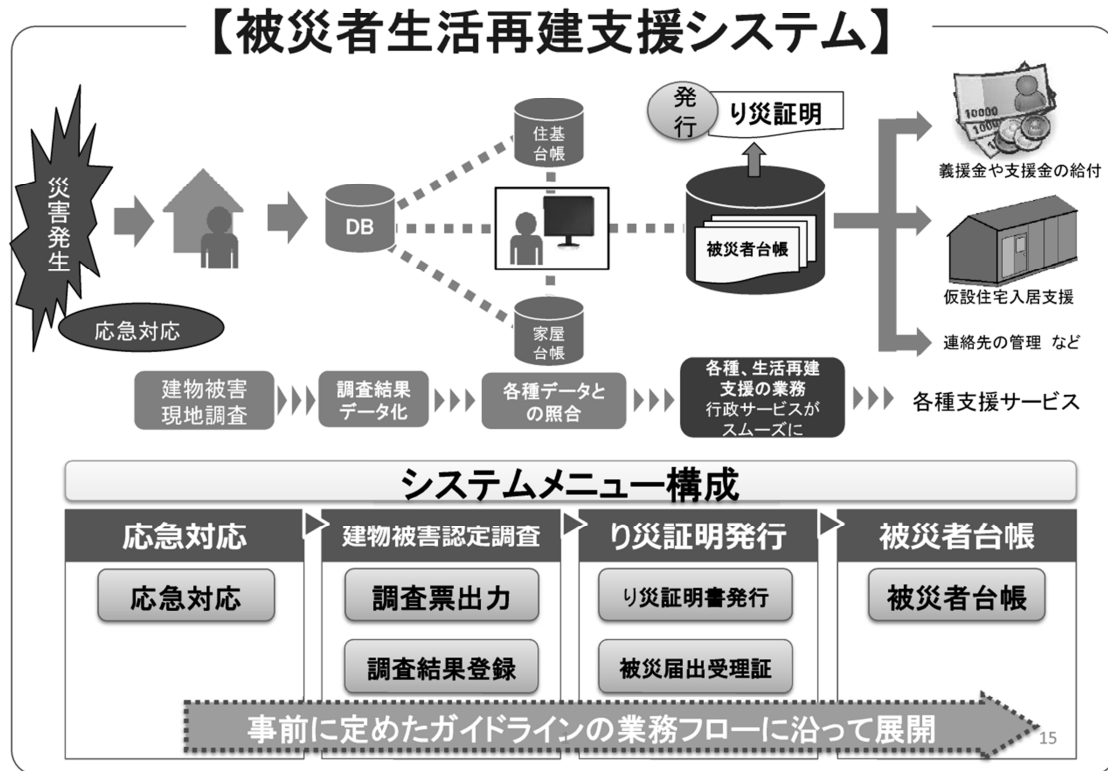 【被災者生活再建支援システム】
災害発生
応急対応
DB
住基
台帳
家屋
台帳
発行
り災証明
被災者台帳
10000
1000
100
義援金や支援金の給付
仮設住宅入居支援
連絡先の管理 など
建物被害
現地調査
調査結果
データ化
各種データと
の照合
各種、生活再建
支援の業務
行政サービスが
スムーズに
各種支援サービス
システムメニュー構成
応急対応
建物被害認定調査
り災証明発行
被災者台帳
応急対応
調査票出力
り災証明書発行
被災者台帳
調査結果登録
被災届出受理証
事前に定めたガイドラインの業務フローに沿って展開
15